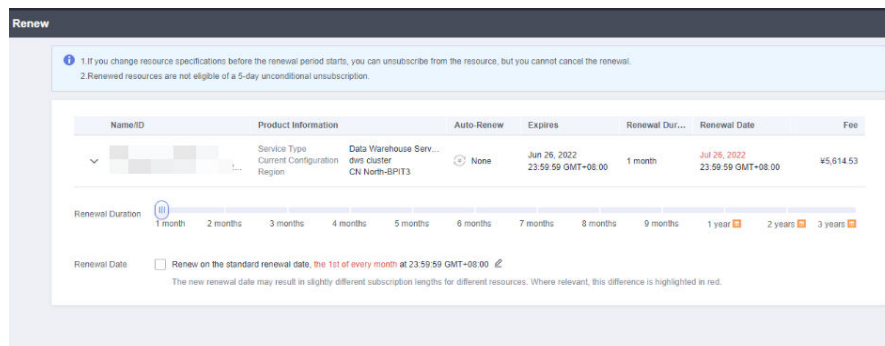 Renew
1.If you change resource specifications before the renewal period starts, you can unsubscribe from the resource, but you cannot cancel the renewal.
2.Renewed resources are not eligible of a 5-day unconditional unsubscription.
Name/ID Product Information Auto-Renew Expires Renewal Dur... Renewal Date Fee
Service Type Data Warehouse Serv...
Current Configuration dws cluster
Region CN North-BPIT3
None
Jun 26, 2022
23:59:59 GMT+08:00
1 month
Jul 26, 2022
23:59:59 GMT+08:00
¥5,614.53
Renewal Duration
1 month 2 months 3 months 4 months 5 months 6 months 7 months 8 months 9 months 1 year 2 years 3 years
Renewal Date Renew on the standard renewal date, the 1st of every month at 23:59:59 GMT+08:00
The new renewal date may result in slightly different subscription lengths for different resources. Where relevant, this difference is highlighted in red.